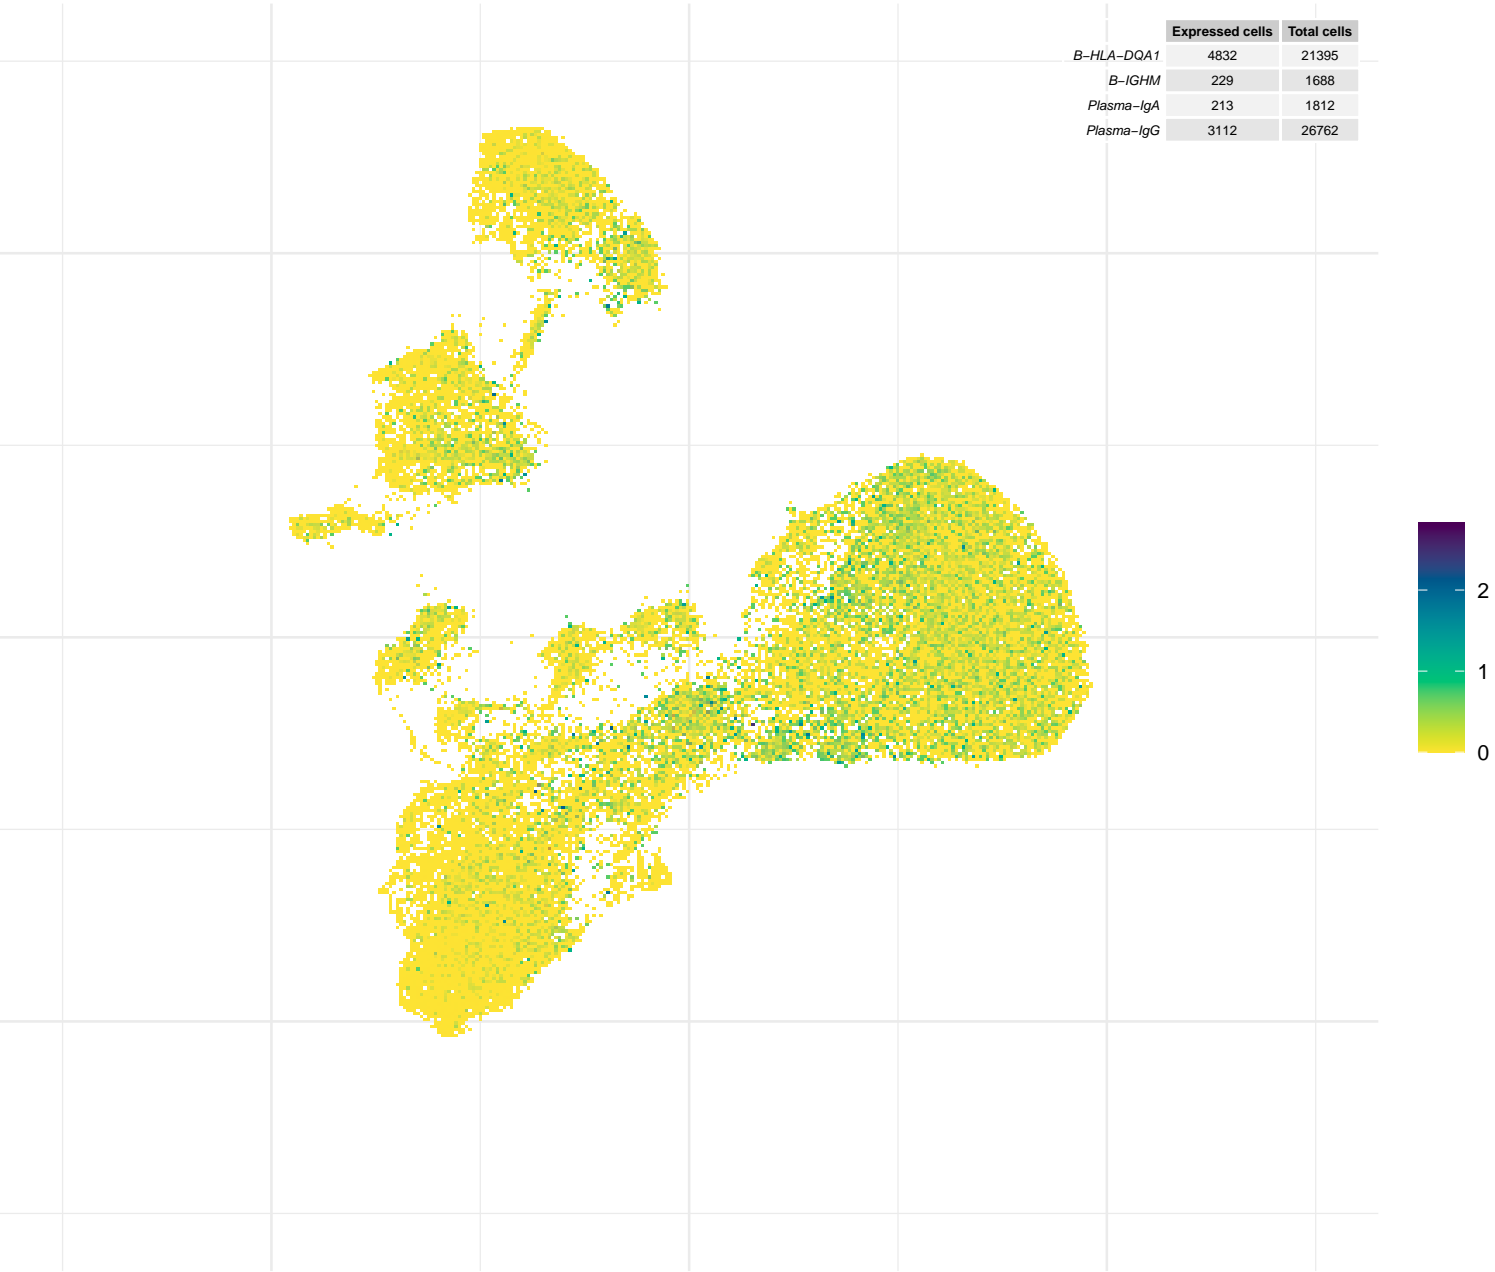 Expressed cells Total cells
B−HLA−DQA1 4832 21395
B−IGHM 229 1688
Plasma−IgA 213 1812
Plasma−IgG 3112 26762
2
1
0